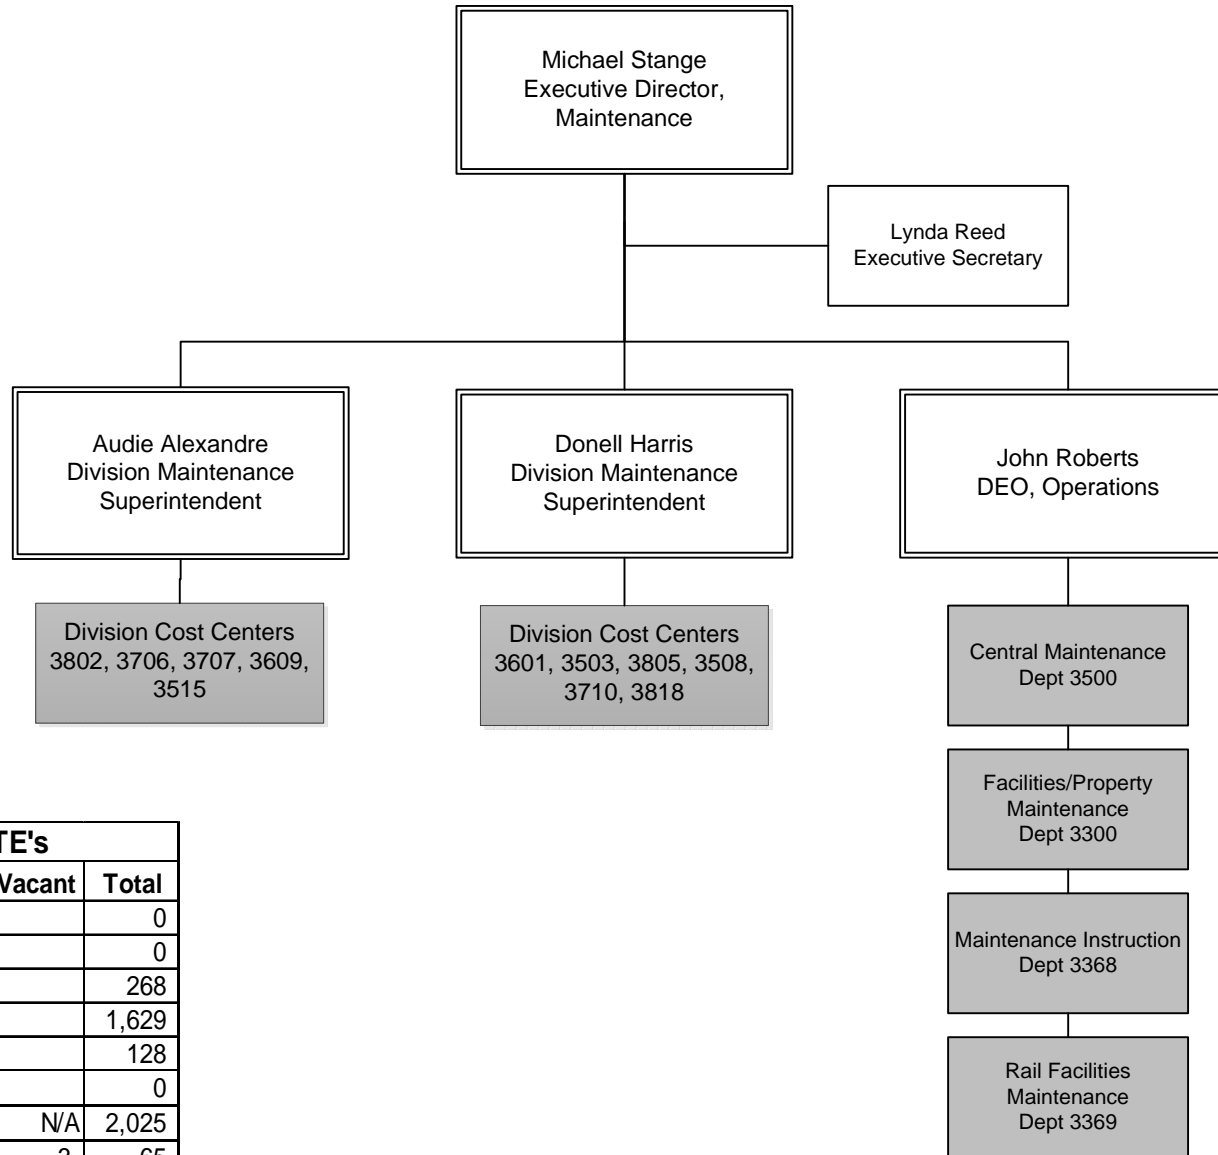 Michael Stange
Executive Director,
Maintenance
Lynda Reed
Executive Secretary
Audie Alexandre
Division Maintenance
Superintendent
Donell Harris
Division Maintenance
Superintendent
John Roberts
DEO, Operations
Division Cost Centers
3802, 3706, 3707, 3609,
3515
Division Cost Centers
3601, 3503, 3805, 3508,
3710, 3818
Central Maintenance
Dept 3500
Facilities/Property
Maintenance
Dept 3300
Maintenance Instruction
Dept 3368
Rail Facilities
Maintenance
Dept 3369
TE's
Vacant Total
0
0
268
1,629
128
0
N/A 2,025